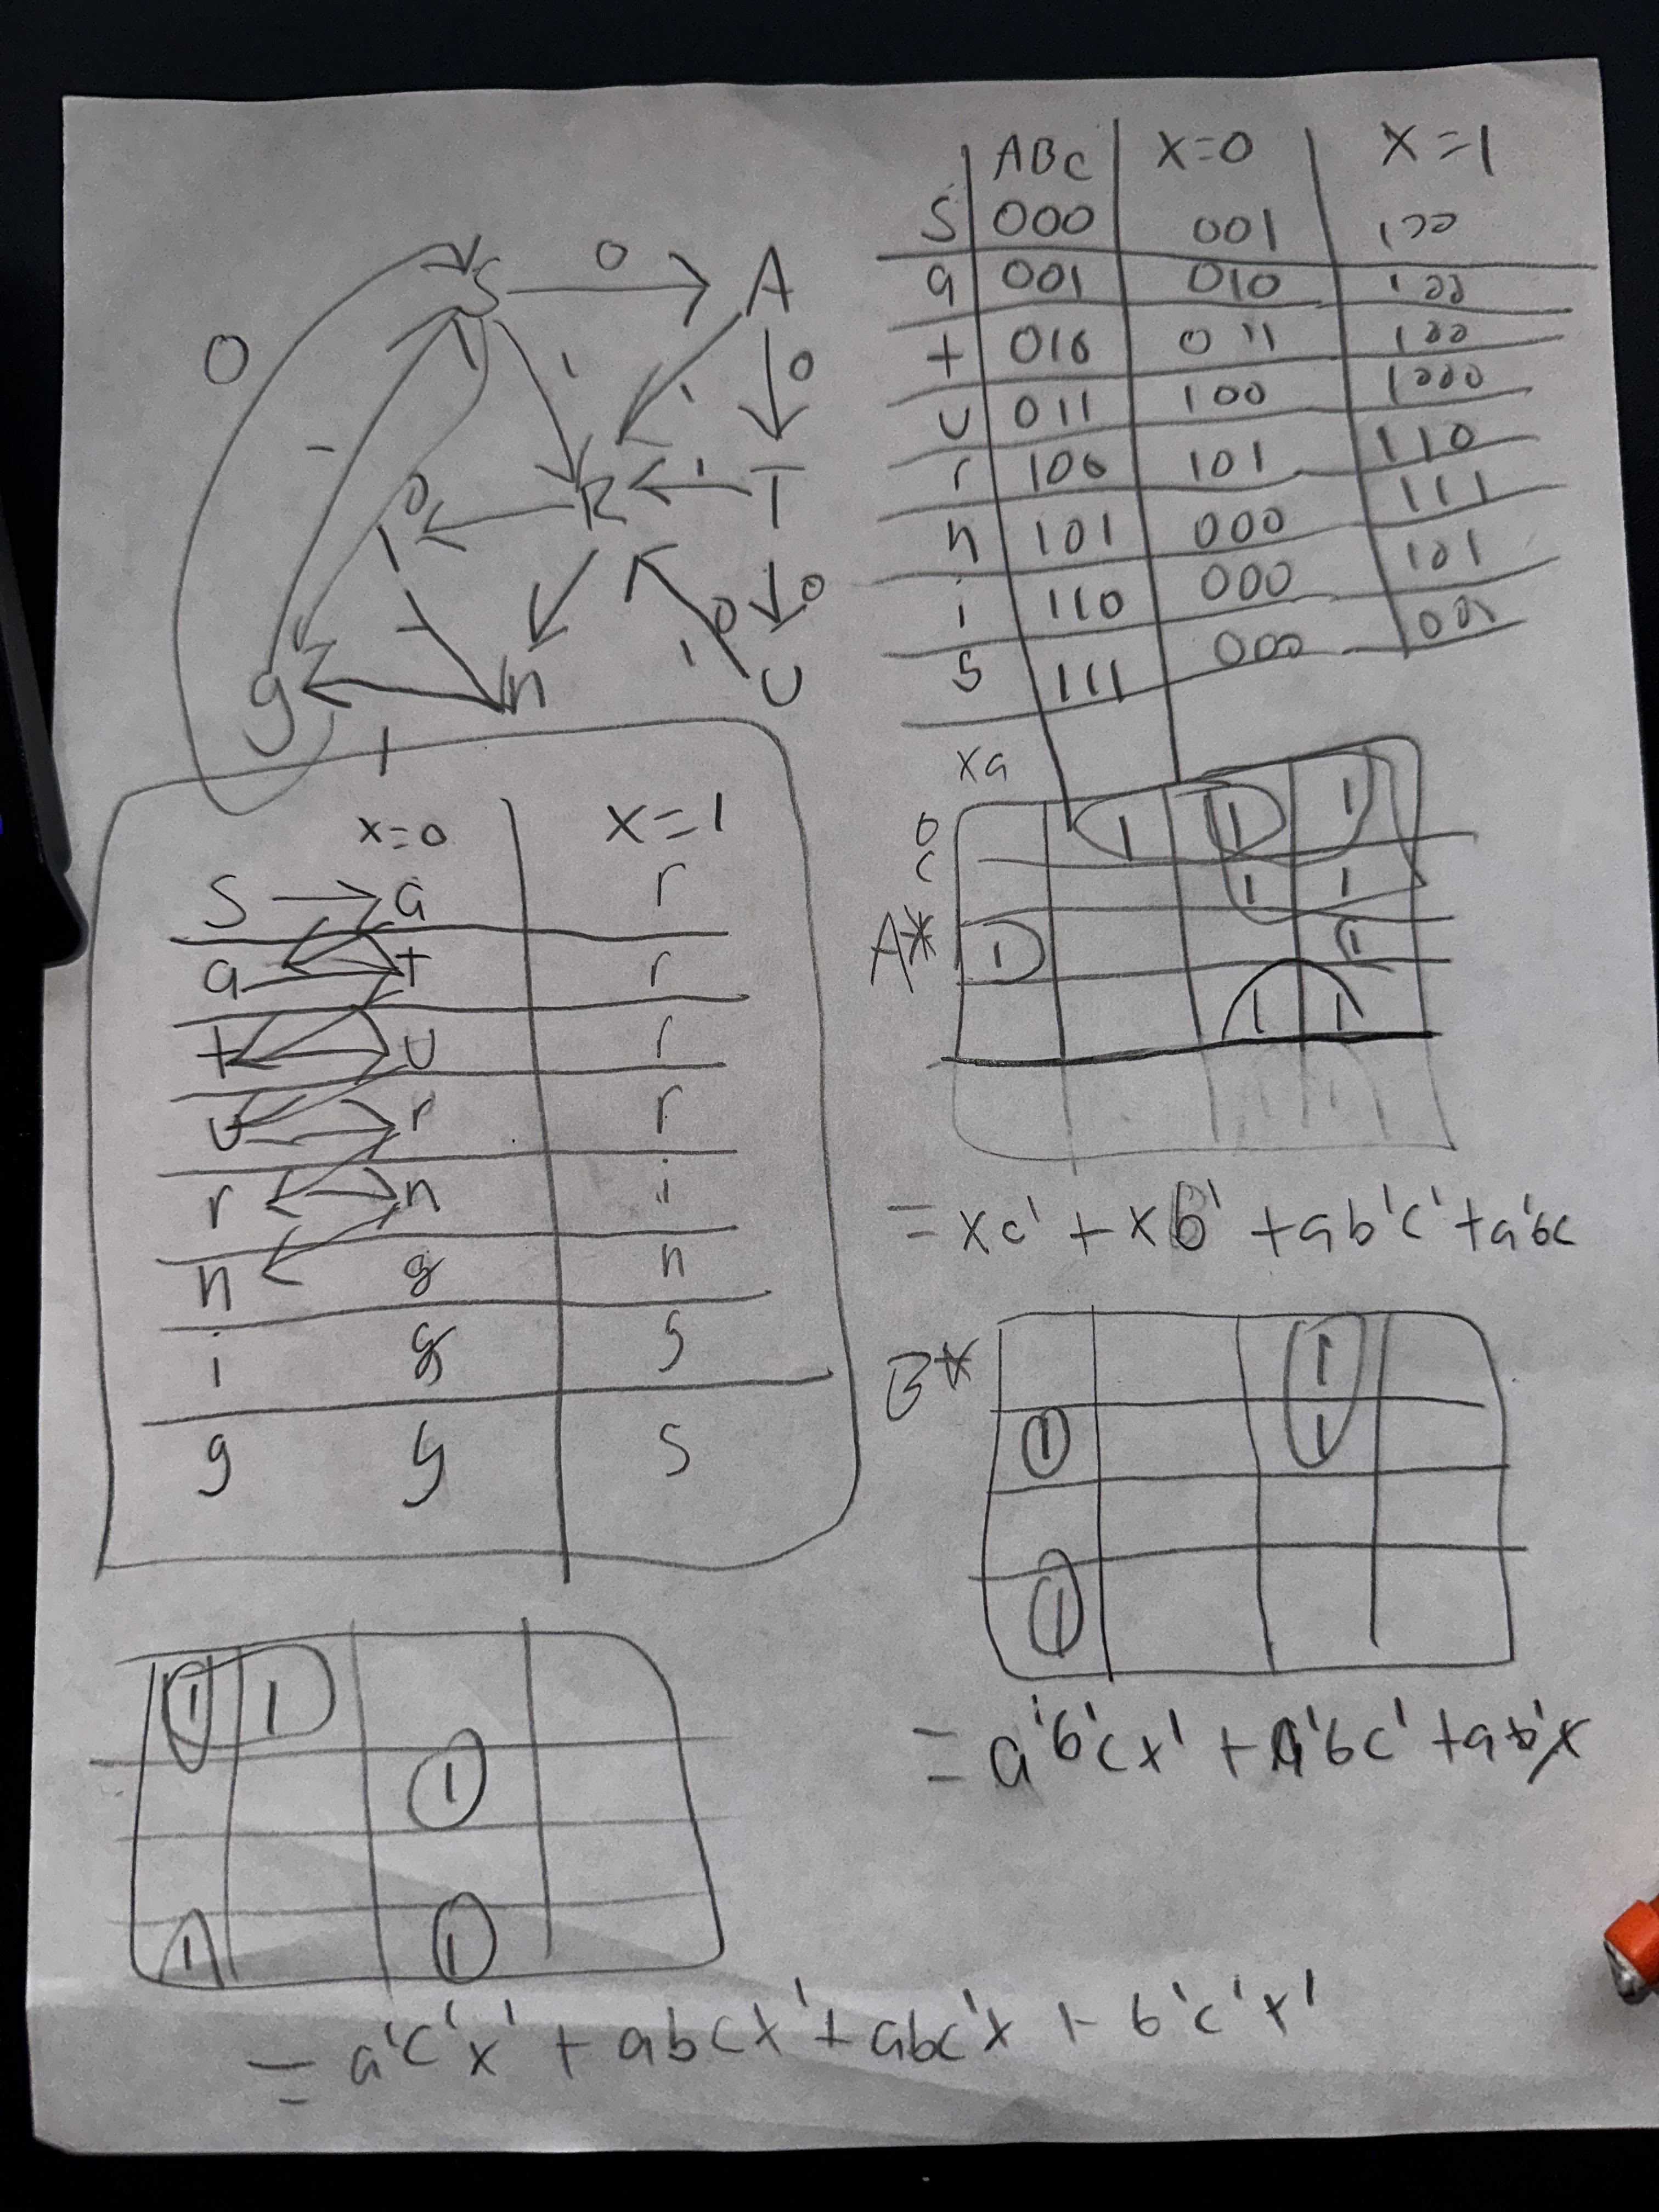 ABC X=0 X=1
S 000 001 100
a 001 010 100
t 010 011 100
u 011 100 1000
r 100 101 110
n 101 000 111
i 110 000 101
S 111 000 001
S 0 A
0 1 1 0
R 1 T
0
I 0
1 0
g n U
1
x=0 X=1
S a r
a t r
t u r
u r r
r n i
n g n
i g g
g g S
xa
0 1 1 1
C 1 1
A* 1 1
1 1
= xc' + xb' + ab'c' + a'bc
B* 1
1 1
1
= a'b'cx' + a'bc' + ab'x
1 1
1
1 1
= a'c'x' + abcx' + abc'x + b'c'x'